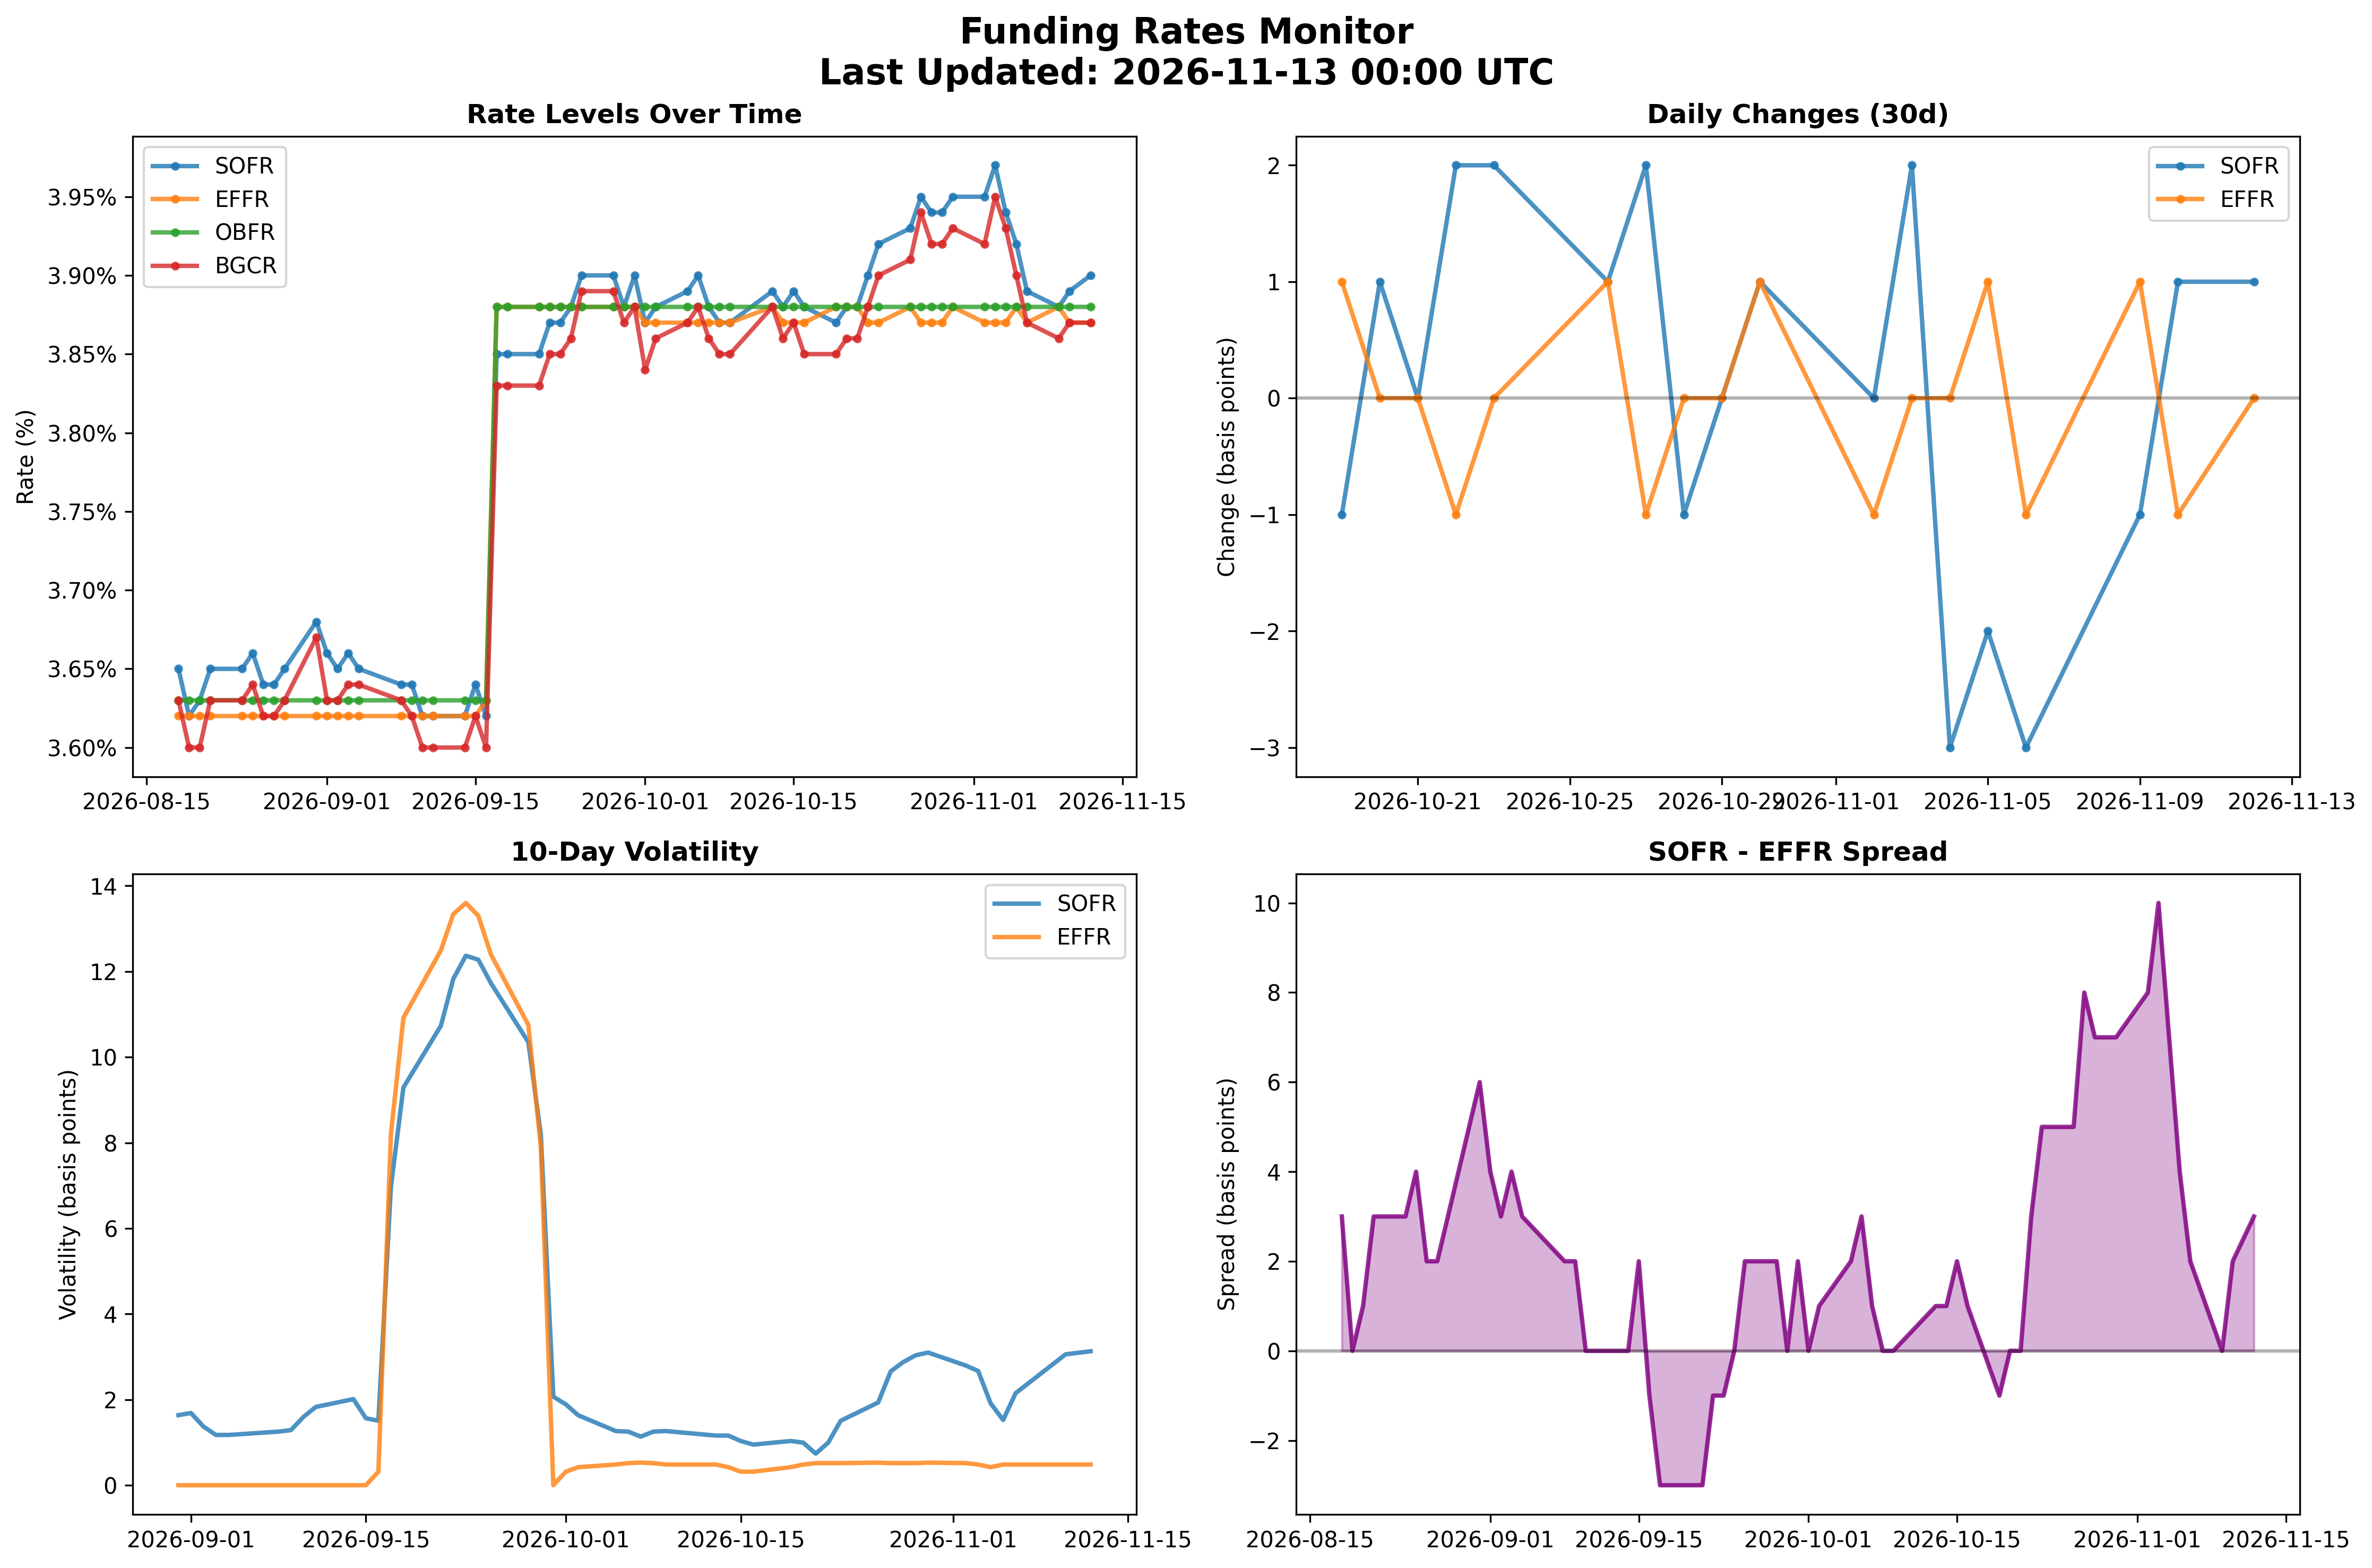 Funding Rates Monitor
Last Updated: 2026-11-13 00:00 UTC
Rate Levels Over Time
SOFR
EFFR
OBFR
BGCR
Rate (%)
3.95%
3.90%
3.85%
3.80%
3.75%
3.70%
3.65%
3.60%
2026-08-15 2026-09-01 2026-09-15 2026-10-01 2026-10-15 2026-11-01 2026-11-15
Daily Changes (30d)
SOFR
EFFR
Change (basis points)
2
1
0
−1
−2
−3
2026-10-21 2026-10-25 2026-10-29 2026-11-01 2026-11-05 2026-11-09 2026-11-13
10-Day Volatility
SOFR
EFFR
Volatility (basis points)
14
12
10
8
6
4
2
0
2026-09-01 2026-09-15 2026-10-01 2026-10-15 2026-11-01 2026-11-15
SOFR - EFFR Spread
Spread (basis points)
10
8
6
4
2
0
−2
2026-08-15 2026-09-01 2026-09-15 2026-10-01 2026-10-15 2026-11-01 2026-11-15